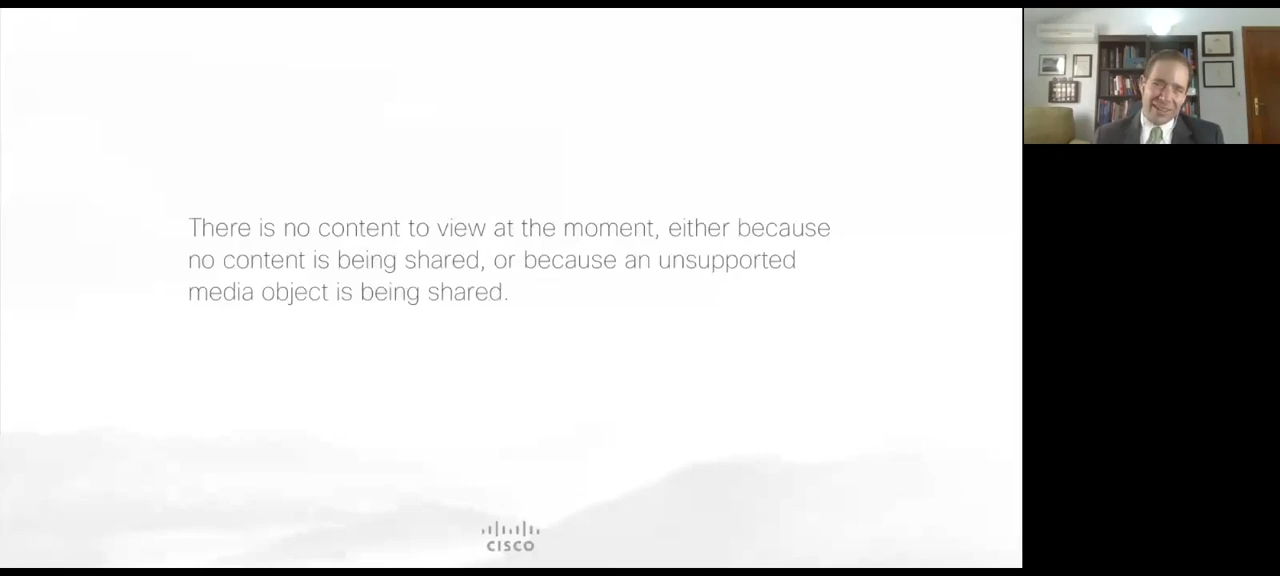 There is no content to view at the moment, either because
no content is being shared, or because an unsupported
media object is being shared.
CISCO